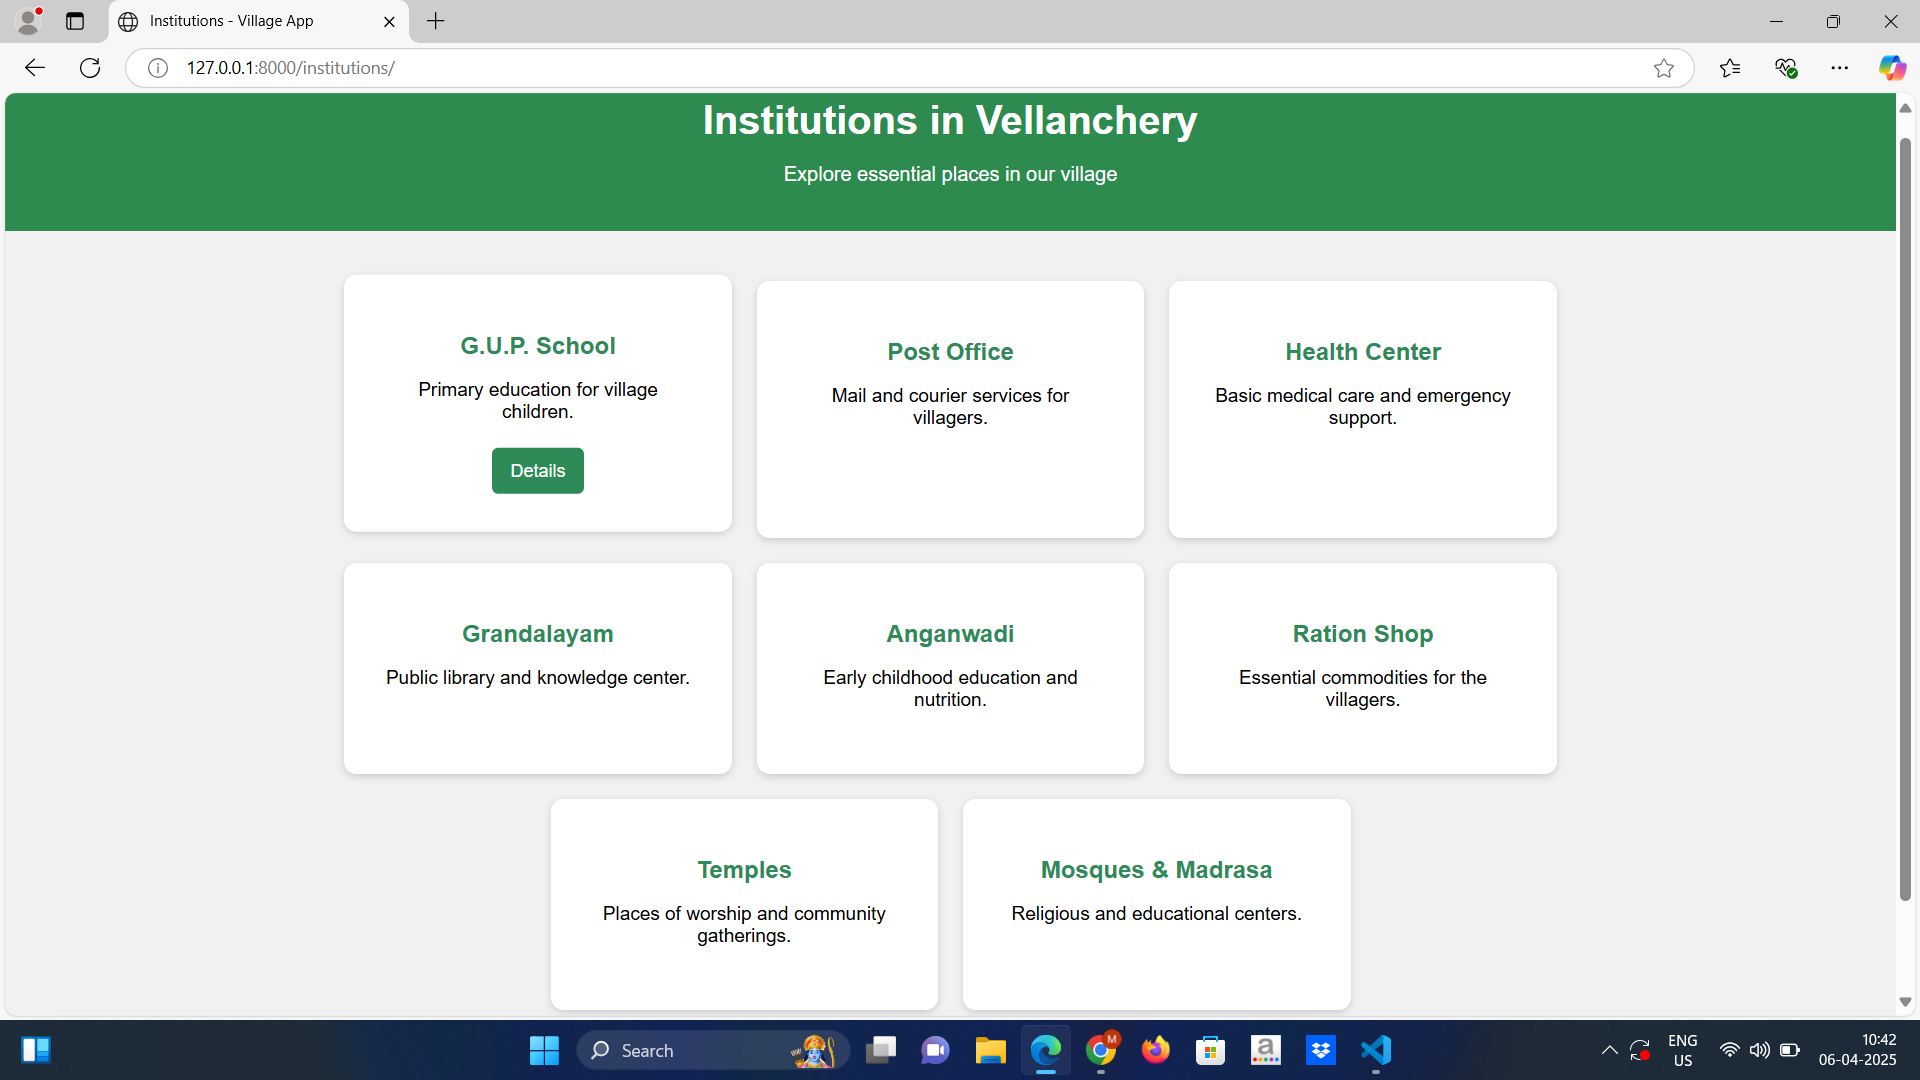 Institutions - Village App
127.0.0.1:8000/institutions/
Institutions in Vellanchery
Explore essential places in our village
G.U.P. School
Primary education for village
children.
Details
Post Office
Mail and courier services for
villagers.
Health Center
Basic medical care and emergency
support.
Grandalayam
Public library and knowledge center.
Anganwadi
Early childhood education and
nutrition.
Ration Shop
Essential commodities for the
villagers.
Temples
Places of worship and community
gatherings.
Mosques & Madrasa
Religious and educational centers.
Search
M
a
ENG
US
10:42
06-04-2025